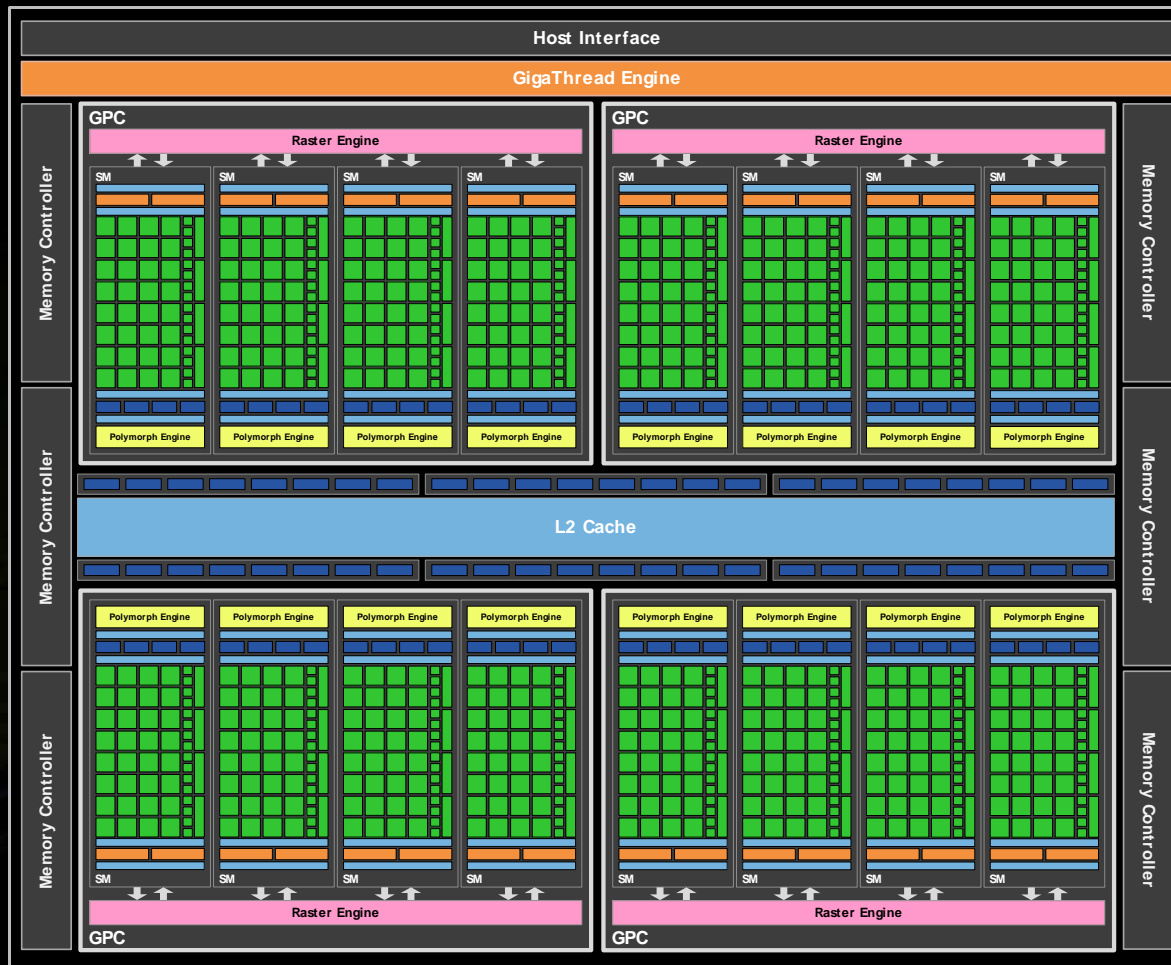 Host Interface
GigaThread Engine
GPC
Raster Engine
SM SM SM SM
Polymorph Engine Polymorph Engine Polymorph Engine Polymorph Engine
GPC
Raster Engine
SM SM SM SM
Polymorph Engine Polymorph Engine Polymorph Engine Polymorph Engine
Memory Controller
Memory Controller
Memory Controller
L2 Cache
Memory Controller
Memory Controller
Memory Controller
Polymorph Engine Polymorph Engine Polymorph Engine Polymorph Engine
SM SM SM SM
Raster Engine
GPC
Polymorph Engine Polymorph Engine Polymorph Engine Polymorph Engine
SM SM SM SM
Raster Engine
GPC